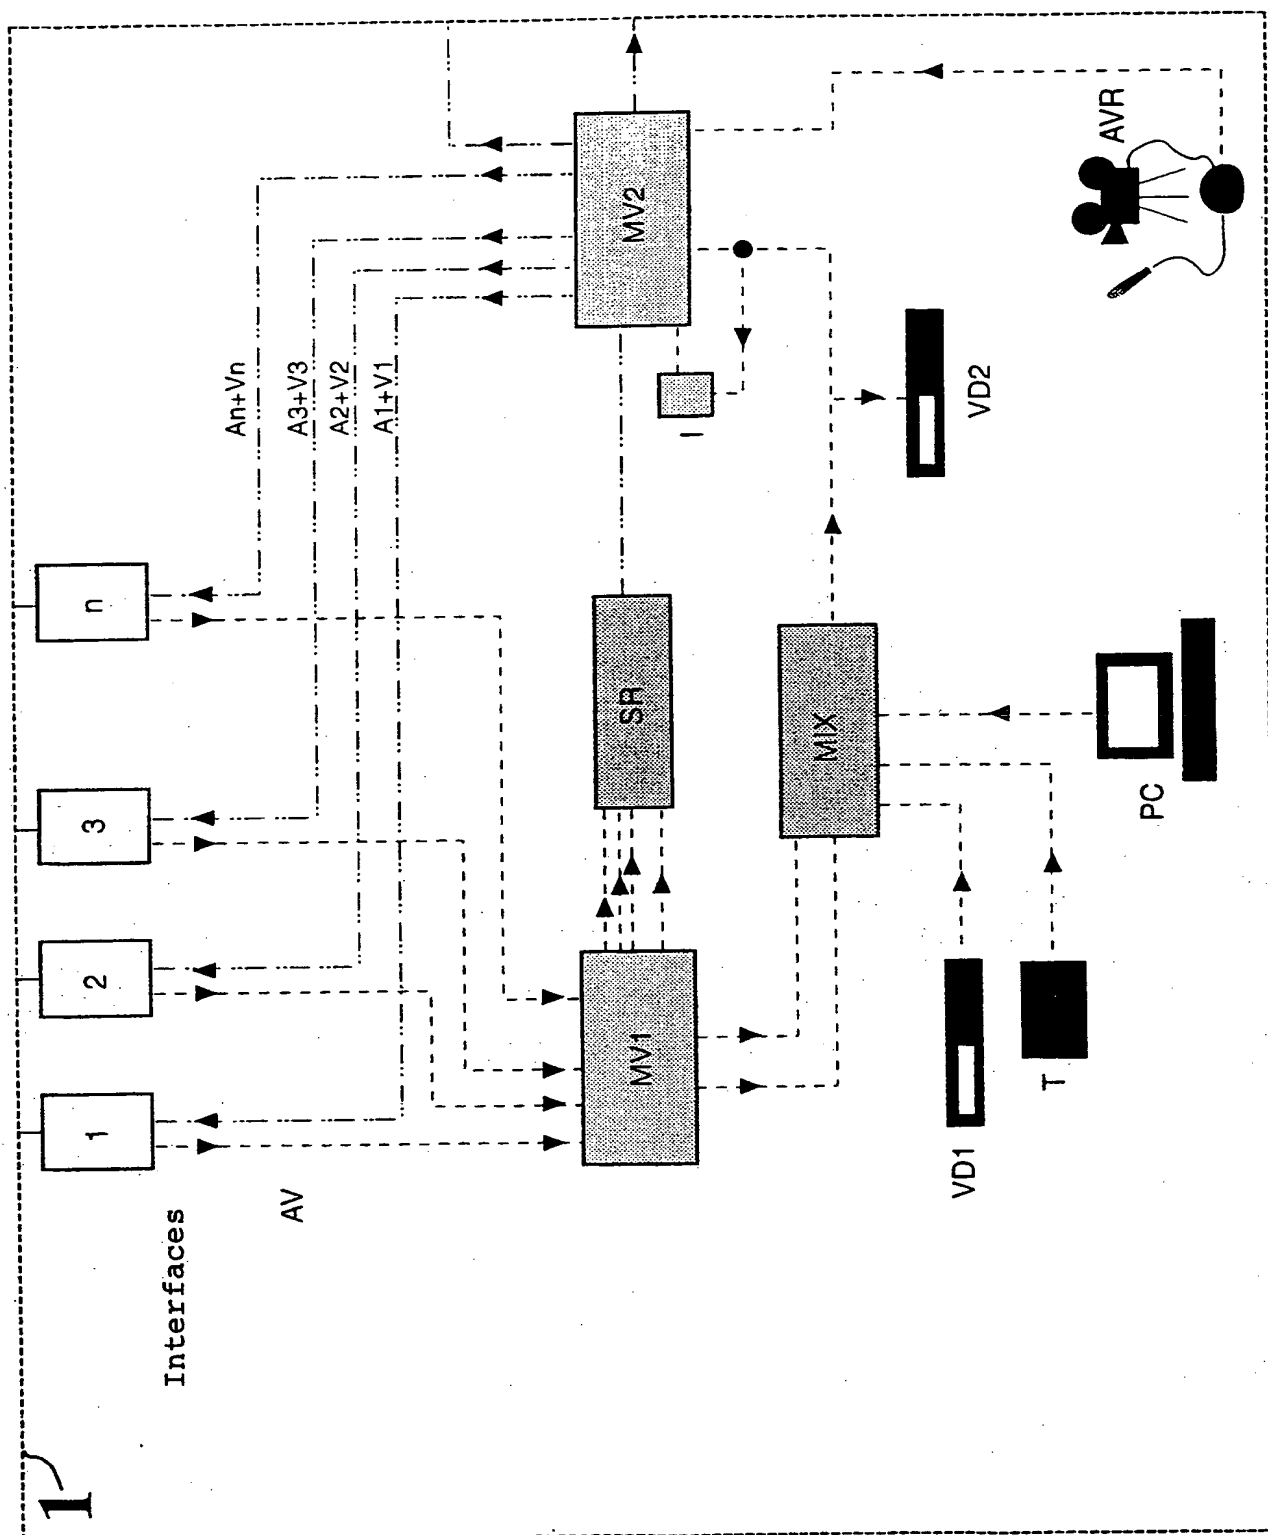 1
Interfaces
1
2
3
n
AV
An+Vn
A3+V3
A2+V2
A1+V1
MV1
SR
MV2
I
MIX
VD1
T
PC
VD2
AVR